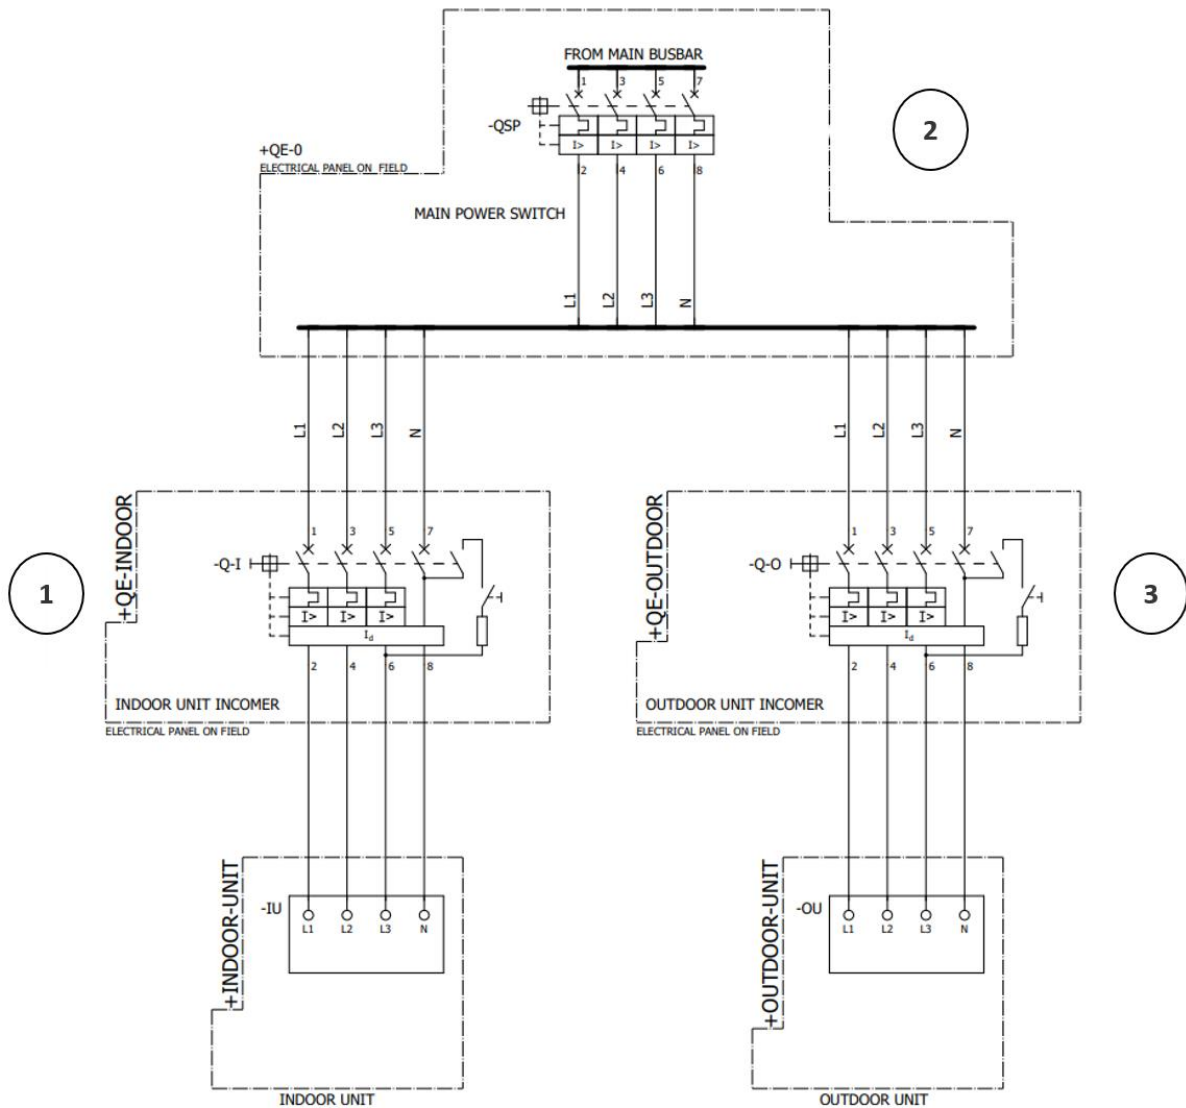 FROM MAIN BUSBAR
1 3 5 7
-QSP
I> I> I> I>
2 4 6 8
2
+QE-0
ELECTRICAL PANEL ON FIELD
MAIN POWER SWITCH
L1 L2 L3 N
L1 L2 L3 N
L1 L2 L3 N
+QE-INDOOR
1 3 5 7
-Q-I
I> I> I>
Id
2 4 6 8
1
INDOOR UNIT INCOMER
ELECTRICAL PANEL ON FIELD
+QE-OUTDOOR
1 3 5 7
-Q-O
I> I> I>
Id
2 4 6 8
3
OUTDOOR UNIT INCOMER
ELECTRICAL PANEL ON FIELD
+INDOOR-UNIT
-IU
L1 L2 L3 N
INDOOR UNIT
+OUTDOOR-UNIT
-OU
L1 L2 L3 N
OUTDOOR UNIT